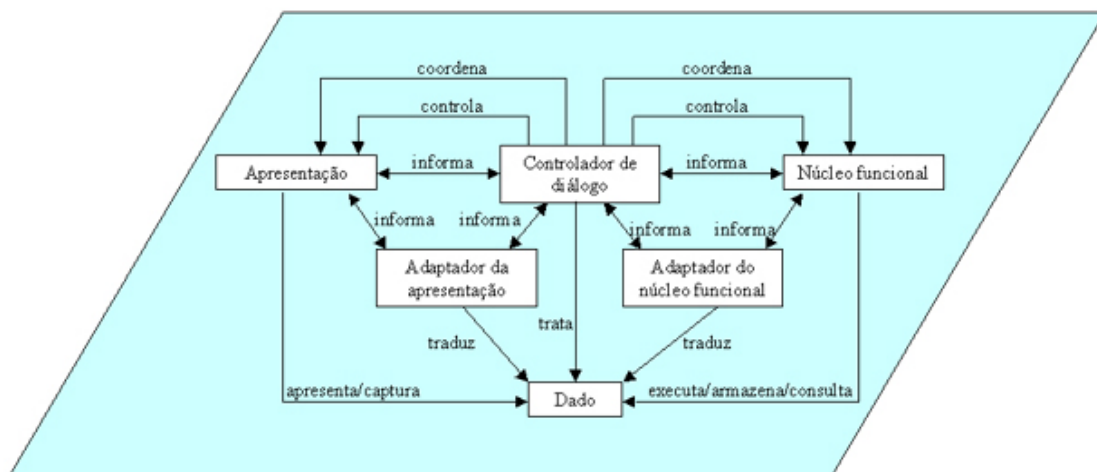 coordena
coordena
controla
controla
informa
informa
Apresentação
Controlador de
diálogo
Núcleo funcional
informa
informa
informa
informa
Adaptador da
apresentação
Adaptador do
núcleo funcional
trata
traduz
traduz
apresenta/captura
executa/armazena/consulta
Dado